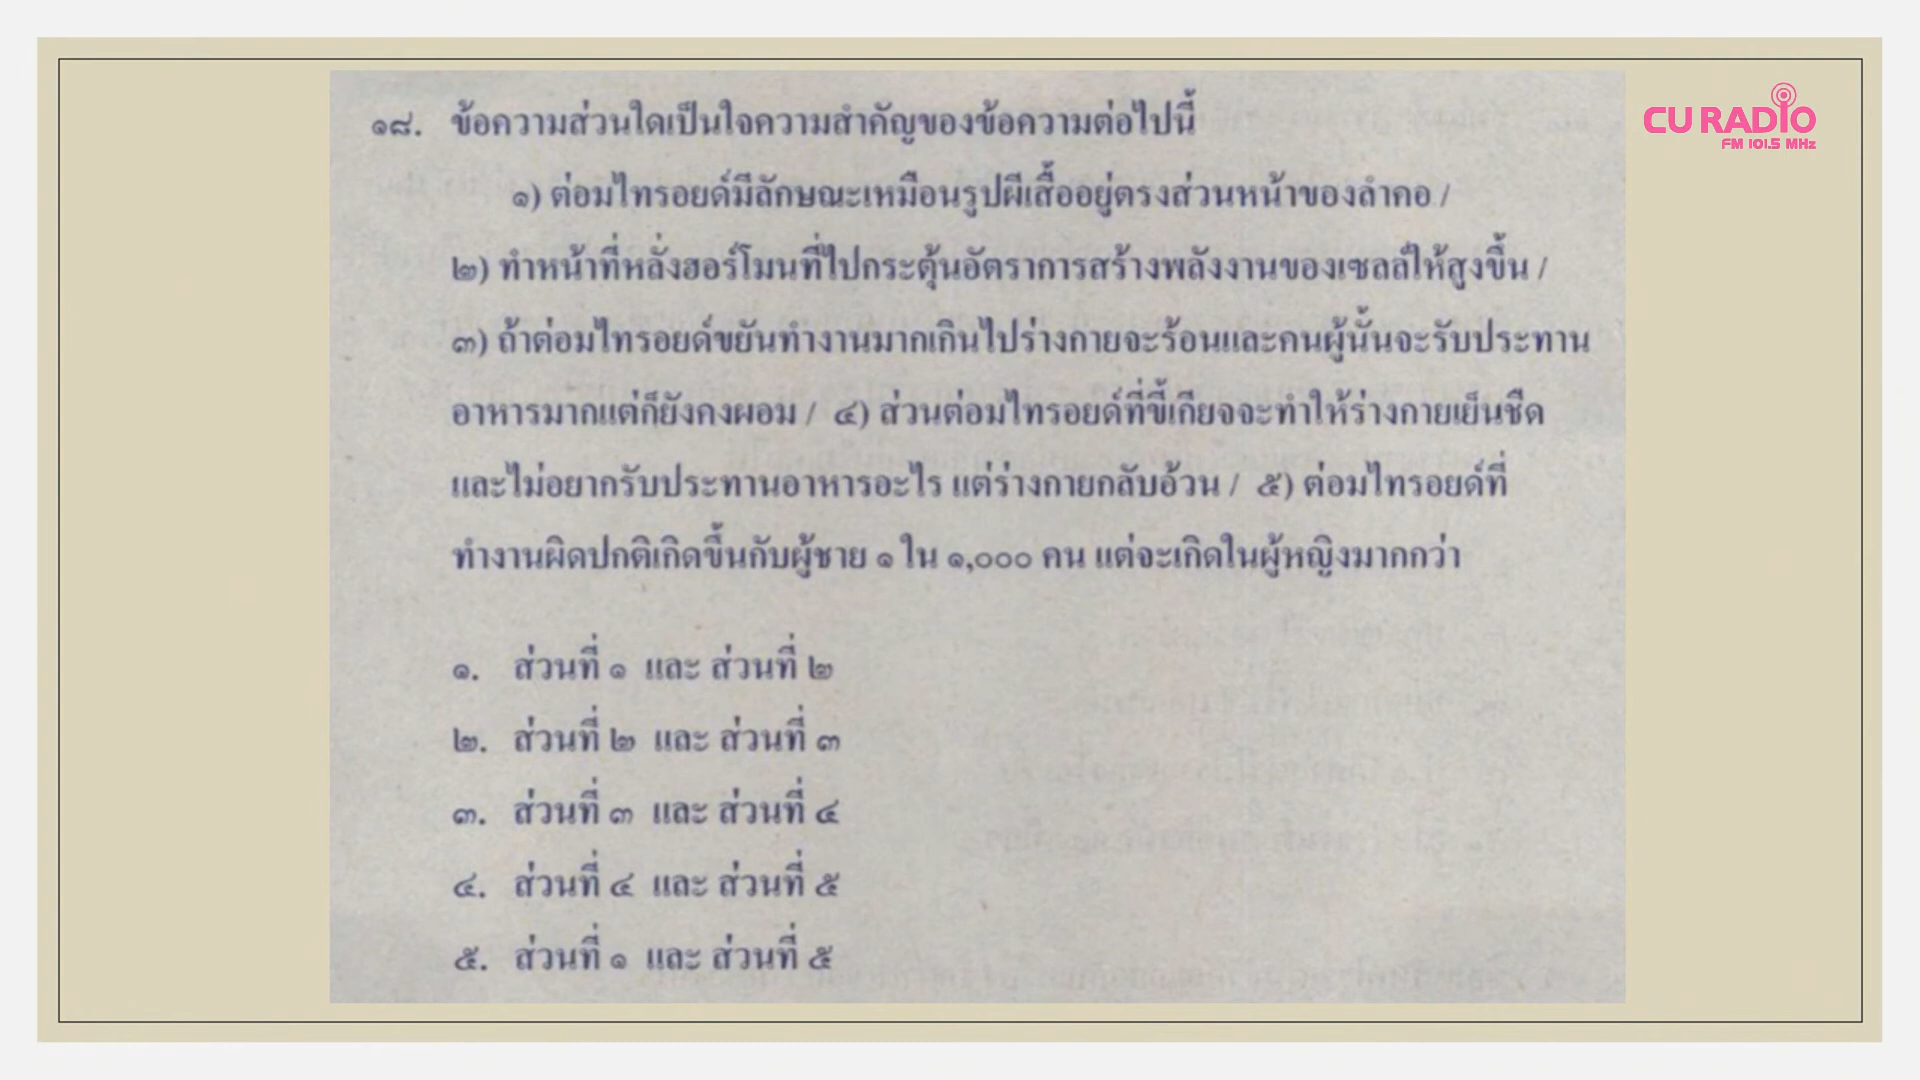 CU RADIO
FM 101.5 MHz
๑๘. ข้อความส่วนใดเป็นใจความสำคัญของข้อความต่อไปนี้
๑) ต่อมไทรอยด์มีลักษณะเหมือนรูปผีเสื้ออยู่ตรงส่วนหน้าของลำคอ /
๒) ทำหน้าที่หลั่งฮอร์โมนที่ไปกระตุ้นอัตราการสร้างพลังงานของเซลล์ให้สูงขึ้น /
๓) ถ้าต่อมไทรอยด์ขยันทำงานมากเกินไปร่างกายจะร้อนและคนผู้นั้นจะรับประทาน
อาหารมากแต่ก็ยังคงผอม / ๔) ส่วนต่อมไทรอยด์ที่ขี้เกียจจะทำให้ร่างกายเย็นชืด
และไม่อยากรับประทานอาหารอะไร แต่ร่างกายกลับอ้วน / ๕) ต่อมไทรอยด์ที่
ทำงานผิดปกติเกิดขึ้นกับผู้ชาย ๑ ใน ๑,๐๐๐ คน แต่จะเกิดในผู้หญิงมากกว่า
๑. ส่วนที่ ๑ และ ส่วนที่ ๒
๒. ส่วนที่ ๒ และ ส่วนที่ ๓
๓. ส่วนที่ ๓ และ ส่วนที่ ๔
๔. ส่วนที่ ๔ และ ส่วนที่ ๕
๕. ส่วนที่ ๑ และ ส่วนที่ ๕